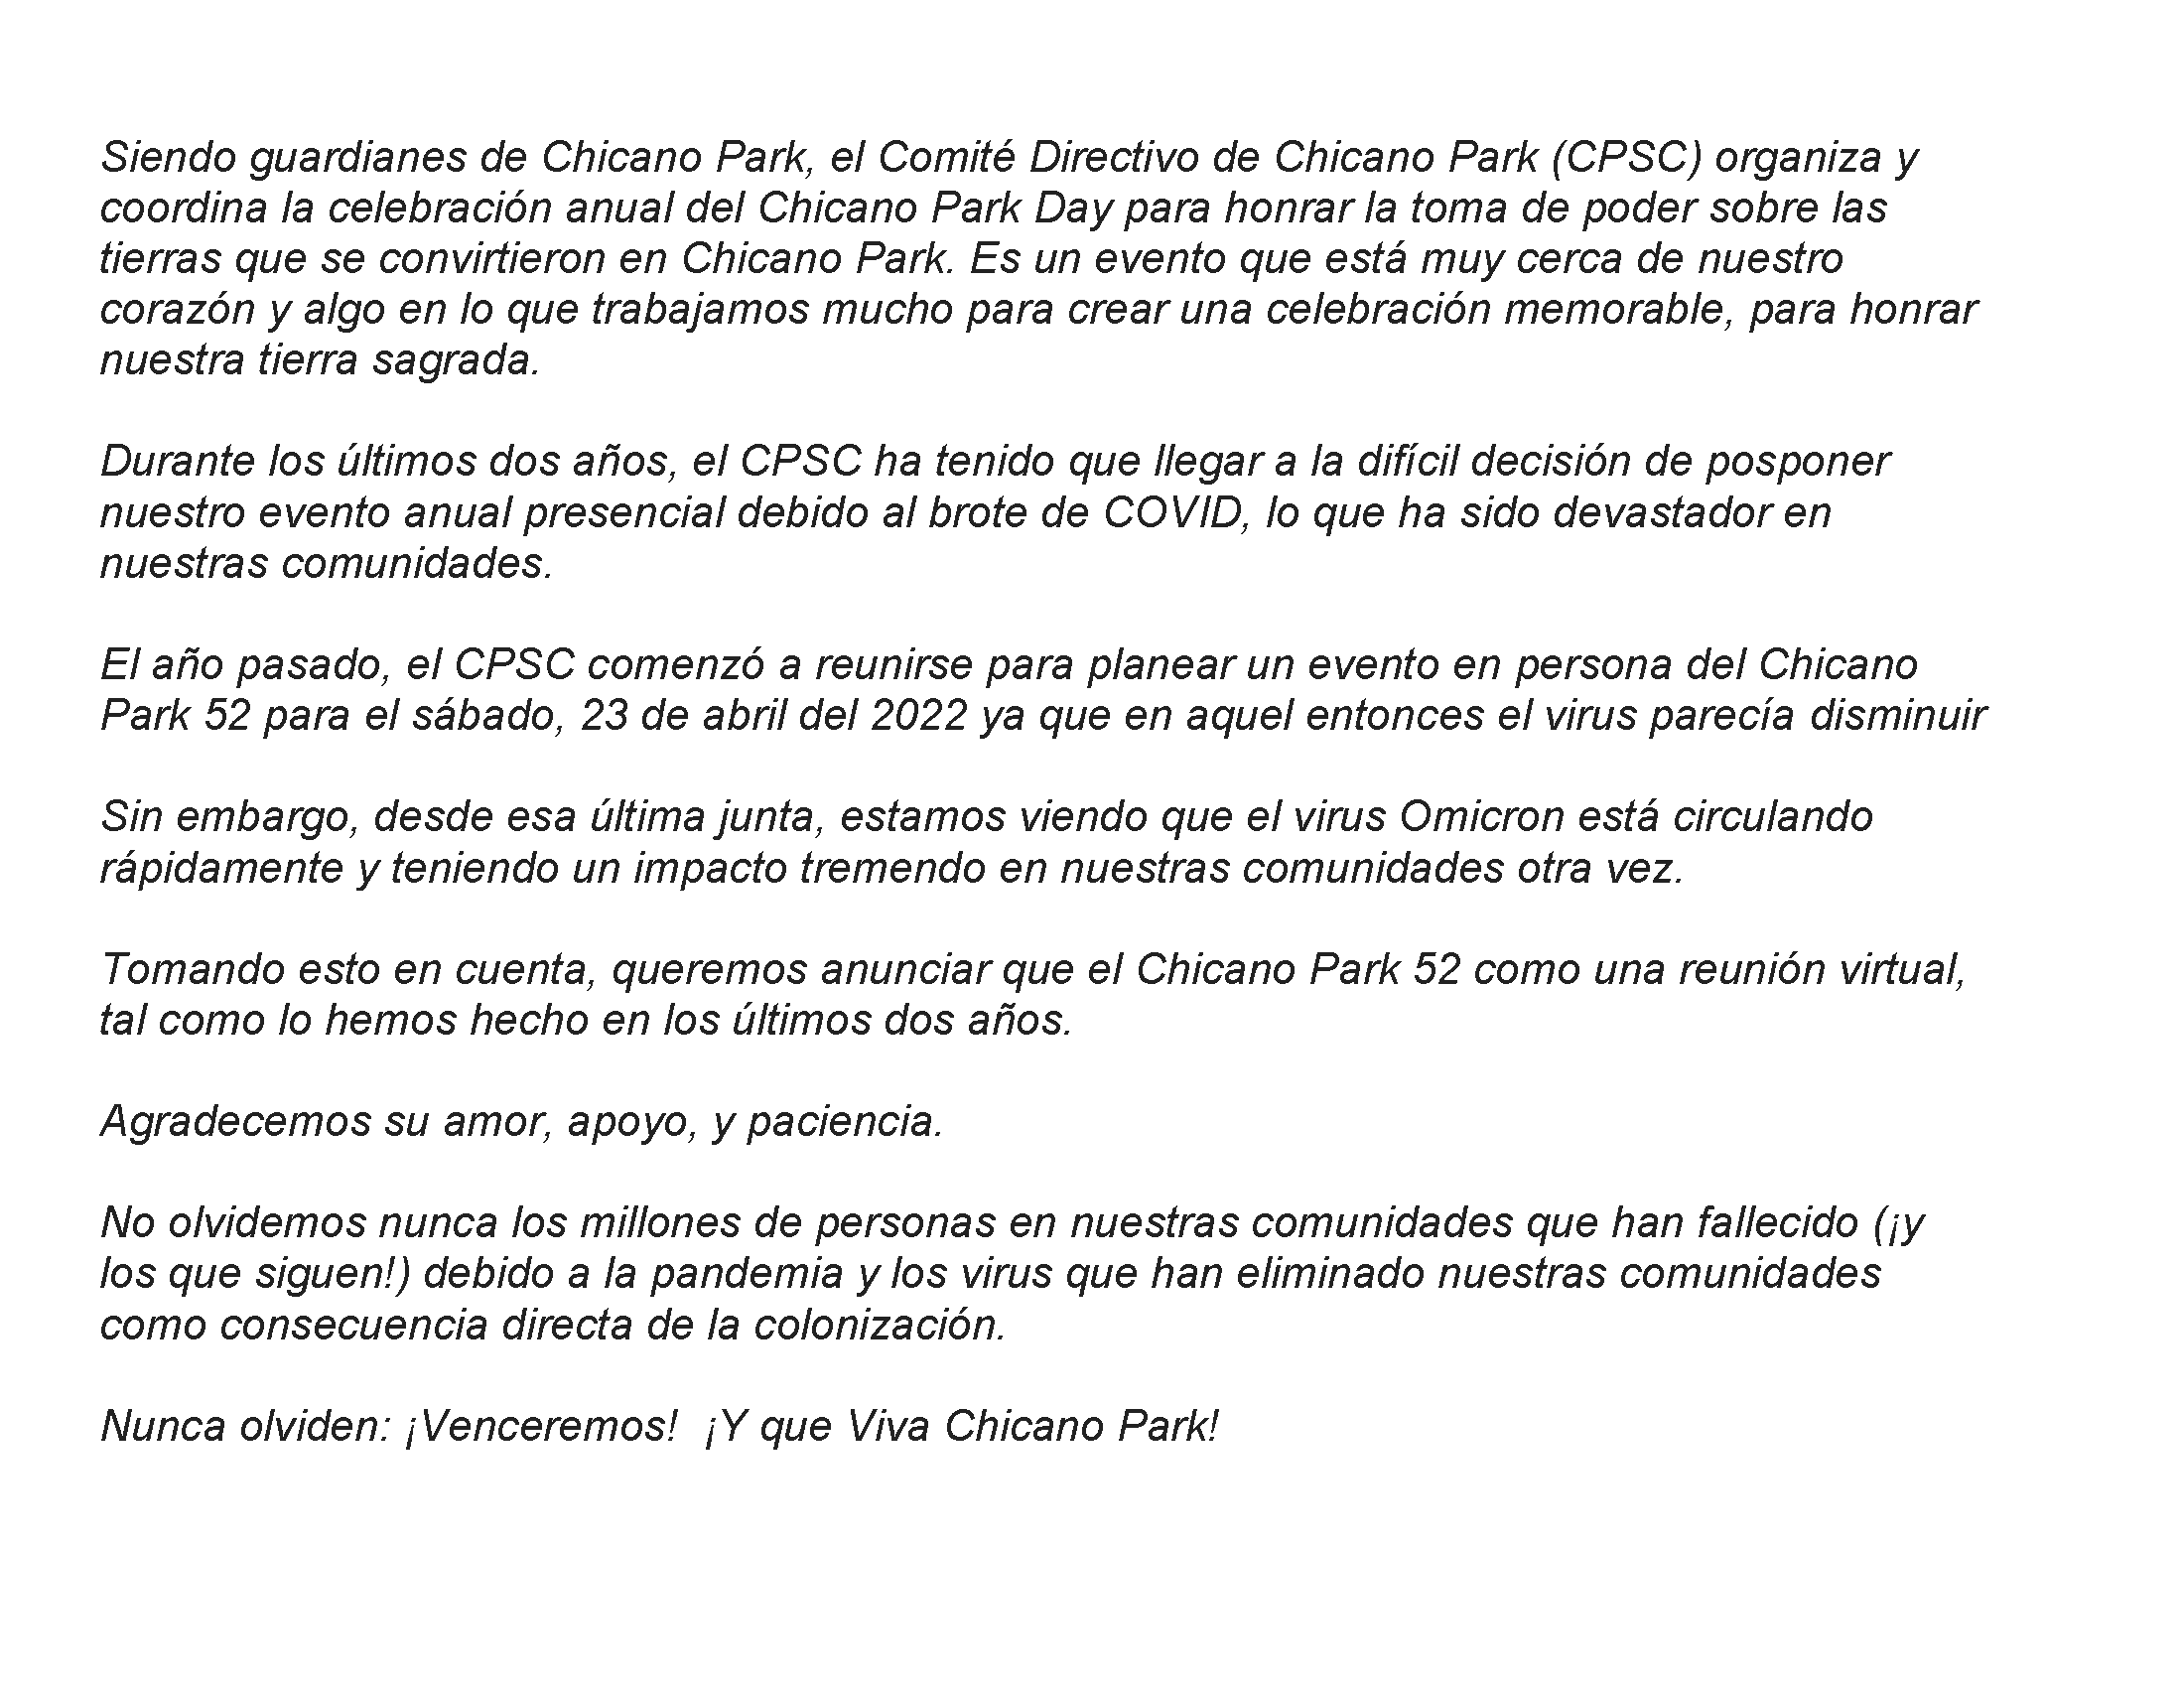 Siendo guardianes de Chicano Park, el Comité Directivo de Chicano Park (CPSC) organiza y
coordina la celebración anual del Chicano Park Day para honrar la toma de poder sobre las
tierras que se convirtieron en Chicano Park. Es un evento que está muy cerca de nuestro
corazón y algo en lo que trabajamos mucho para crear una celebración memorable, para honrar
nuestra tierra sagrada.
Durante los últimos dos años, el CPSC ha tenido que llegar a la difícil decisión de posponer
nuestro evento anual presencial debido al brote de COVID, lo que ha sido devastador en
nuestras comunidades.
El año pasado, el CPSC comenzó a reunirse para planear un evento en persona del Chicano
Park 52 para el sábado, 23 de abril del 2022 ya que en aquel entonces el virus parecía disminuir
Sin embargo, desde esa última junta, estamos viendo que el virus Omicron está circulando
rápidamente y teniendo un impacto tremendo en nuestras comunidades otra vez.
Tomando esto en cuenta, queremos anunciar que el Chicano Park 52 como una reunión virtual,
tal como lo hemos hecho en los últimos dos años.
Agradecemos su amor, apoyo, y paciencia.
No olvidemos nunca los millones de personas en nuestras comunidades que han fallecido (¡y
los que siguen!) debido a la pandemia y los virus que han eliminado nuestras comunidades
como consecuencia directa de la colonización.
Nunca olviden: ¡Venceremos!  ¡Y que Viva Chicano Park!